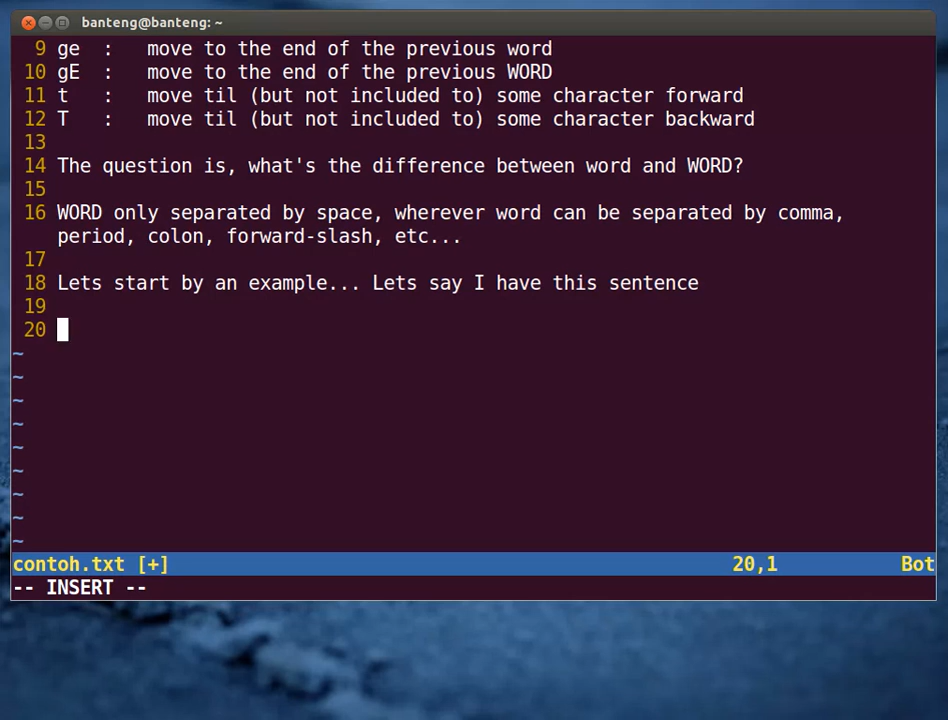 banteng@banteng: ~
9 ge  :   move to the end of the previous word
10 gE  :   move to the end of the previous WORD
11 t   :   move til (but not included to) some character forward
12 T   :   move til (but not included to) some character backward
13
14 The question is, what's the difference between word and WORD?
15
16 WORD only separated by space, wherever word can be separated by comma,
period, colon, forward-slash, etc...
17
18 Lets start by an example... Lets say I have this sentence
19
20
~
~
~
~
~
~
~
~
~
contoh.txt [+] 20,1 Bot
-- INSERT --